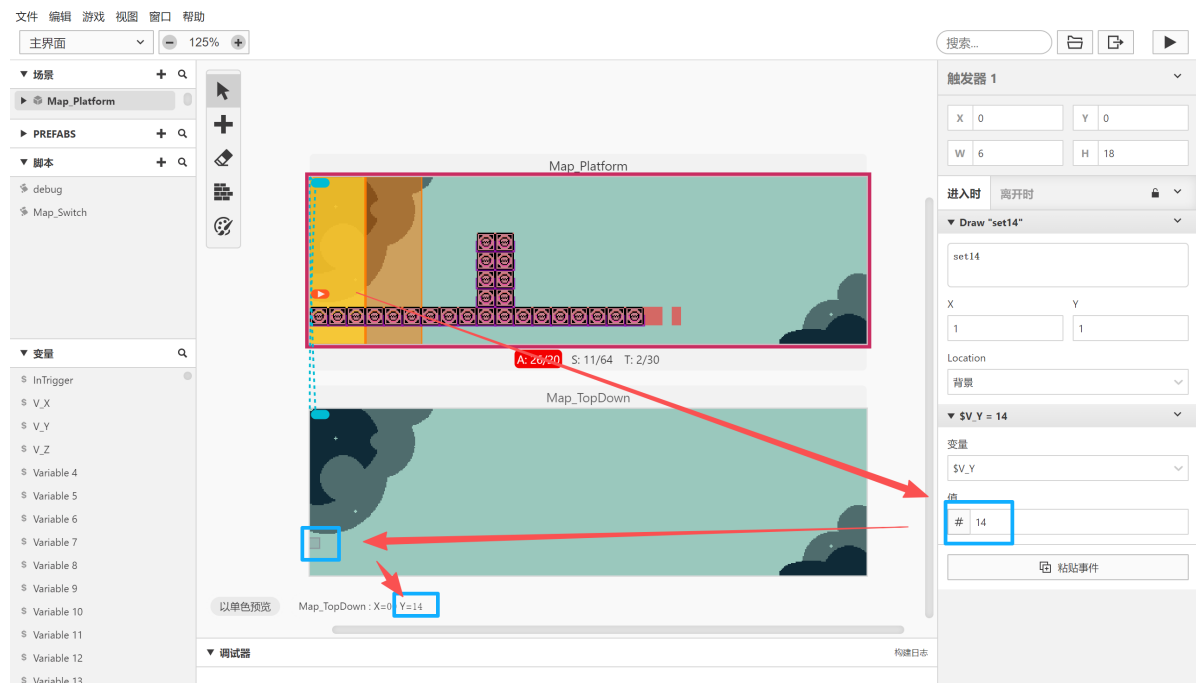 文件 编辑 游戏 视图 窗口 帮助
主界面 125% 搜索...
场景
Map_Platform
PREFABS
脚本
debug
Map_Switch
变量
InTrigger
V_X
V_Y
V_Z
Variable 4
Variable 5
Variable 6
Variable 7
Variable 8
Variable 9
Variable 10
Variable 11
Variable 12
Variable 13
Map_Platform
A: 26/20 S: 11/64 T: 2/30
Map_TopDown
以单色预览 Map_TopDown : X=0 Y=14
调试器 构建日志
触发器 1
X 0 Y 0
W 6 H 18
进入时 离开时
Draw "set14"
set14
X Y
1 1
Location
背景
$V_Y = 14
变量
$V_Y
值
# 14
粘贴事件